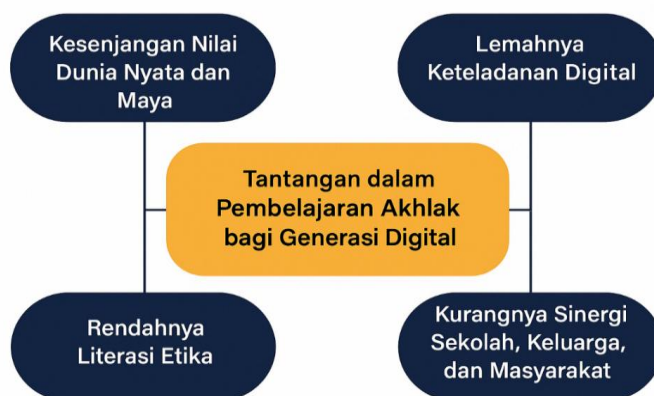 Kesenjangan Nilai
Dunia Nyata dan
Maya
Lemahnya
Keteladanan Digital
Tantangan dalam
Pembelajaran Akhlak
bagi Generasi Digital
Rendahnya
Literasi Etika
Kurangnya Sinergi
Sekolah, Keluarga,
dan Masyarakat